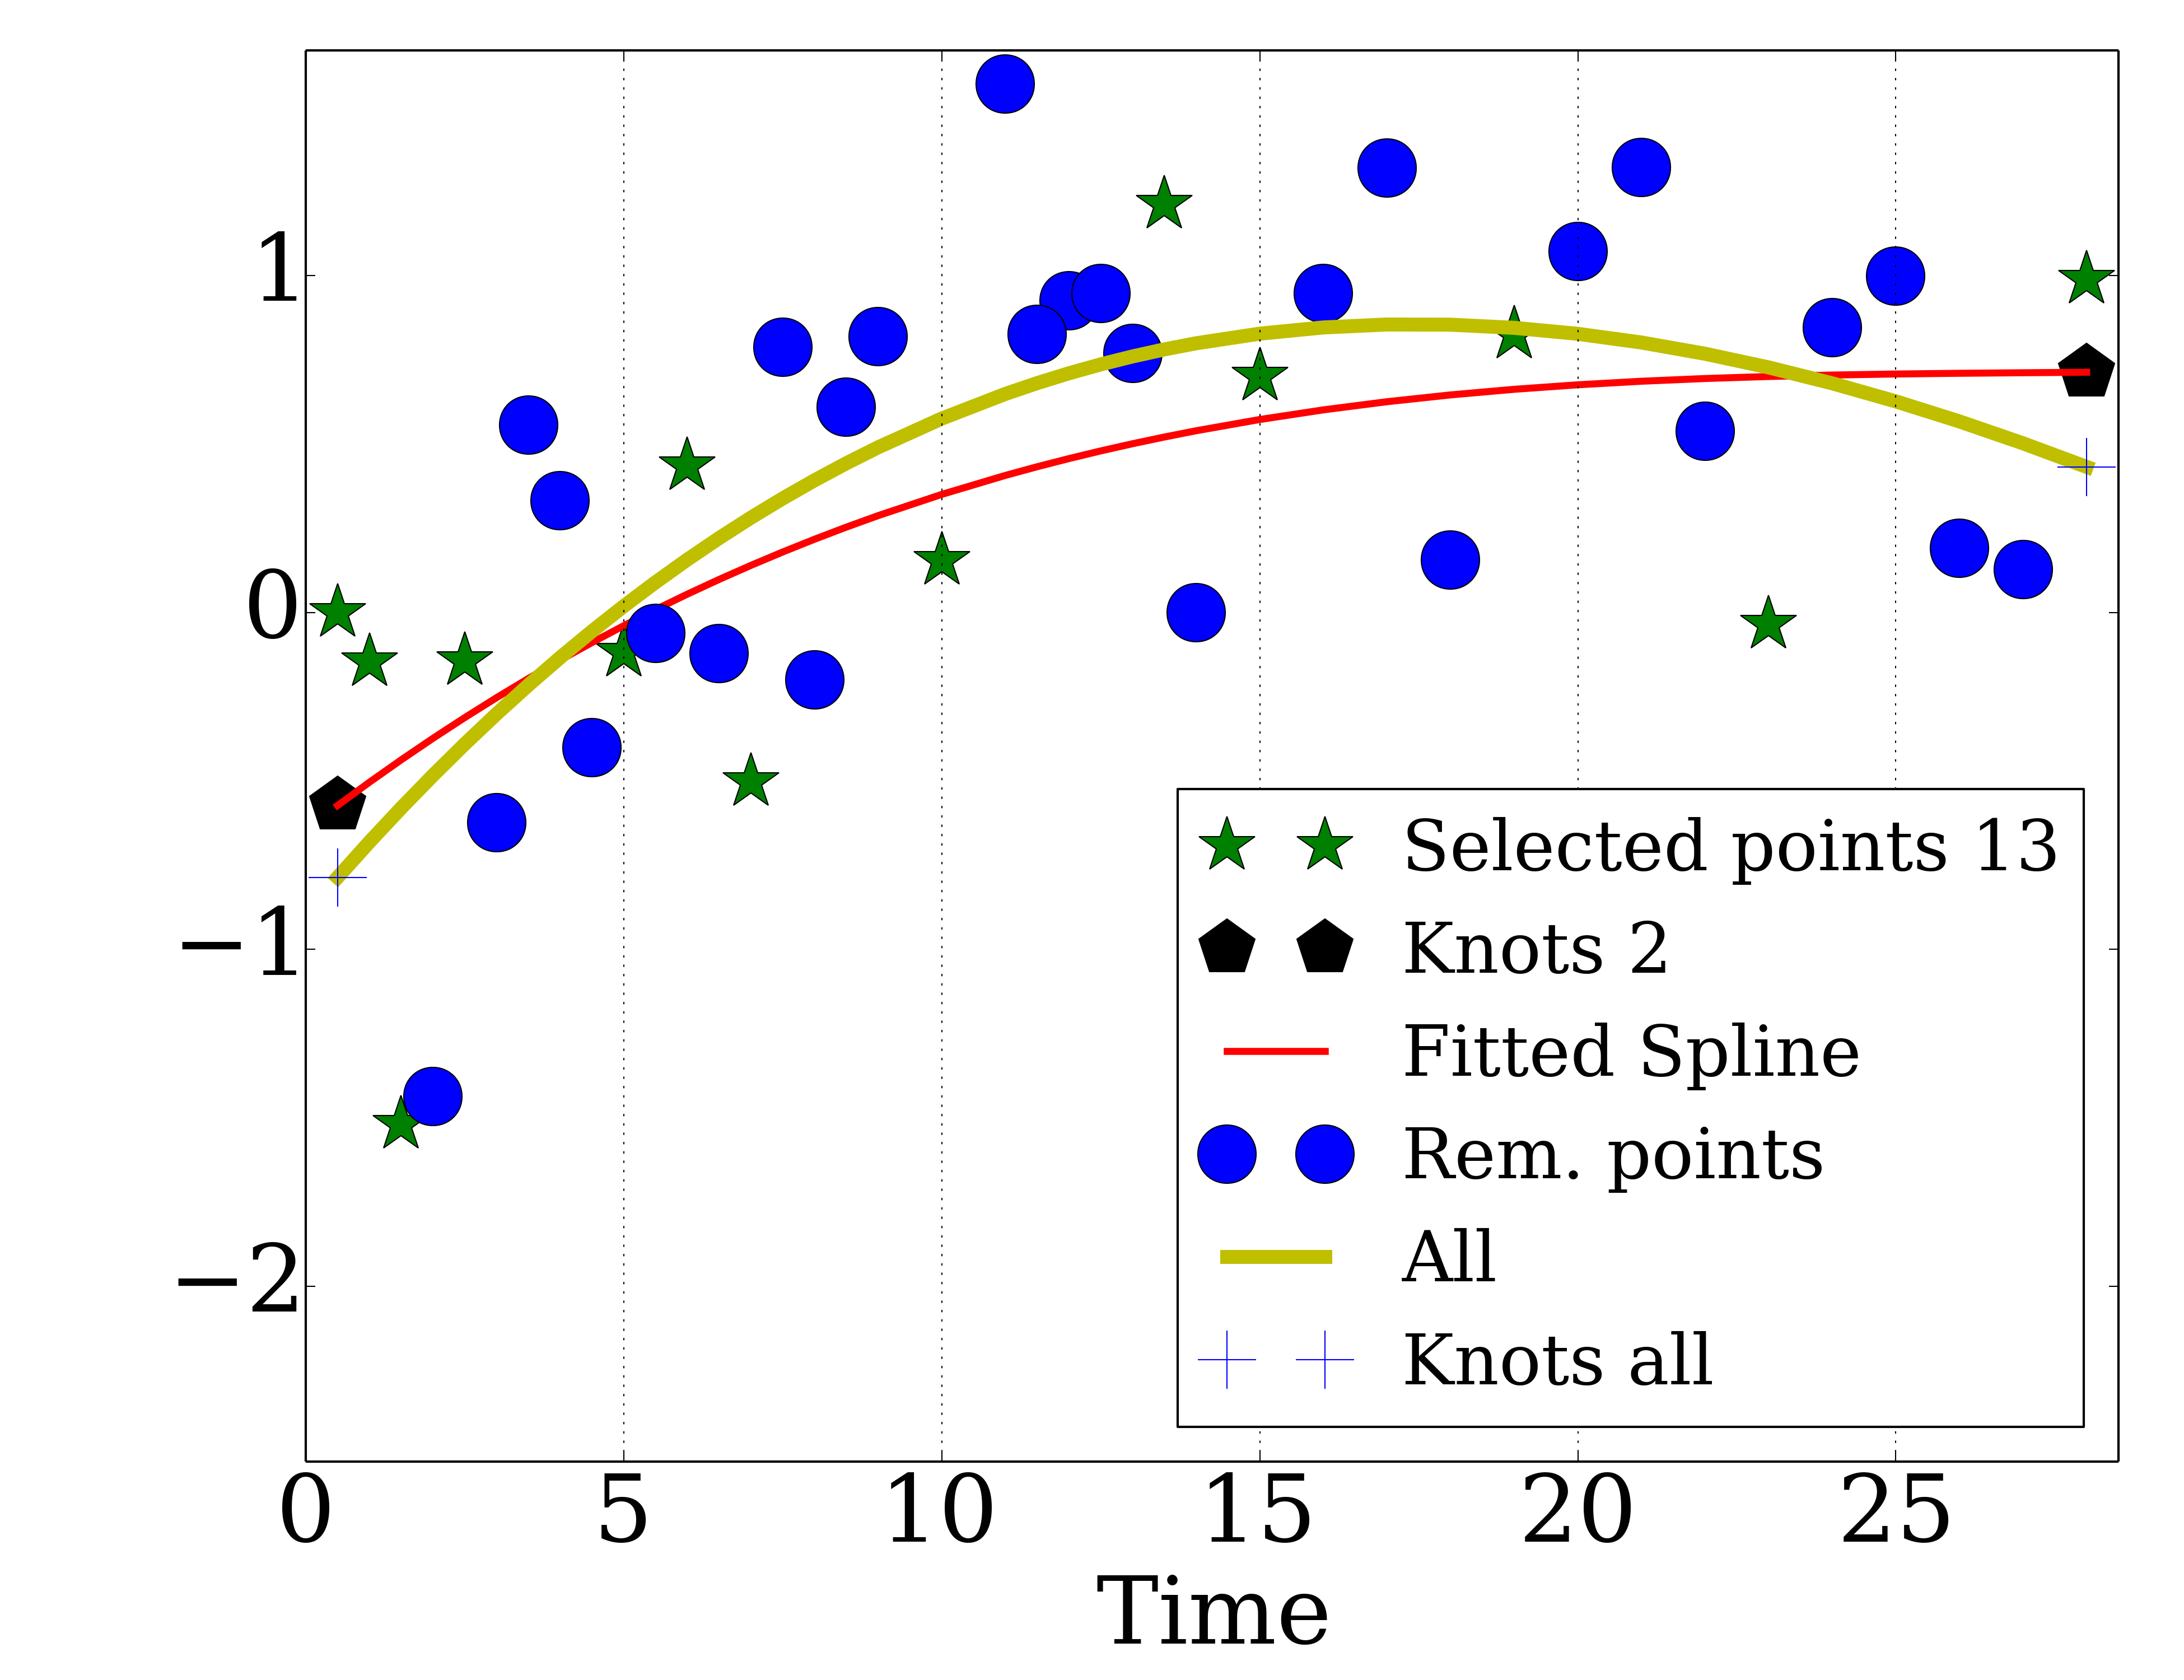 1
0
−1
−2
0 5 10 15 20 25
Time
Selected points 13
Knots 2
Fitted Spline
Rem. points
All
Knots all